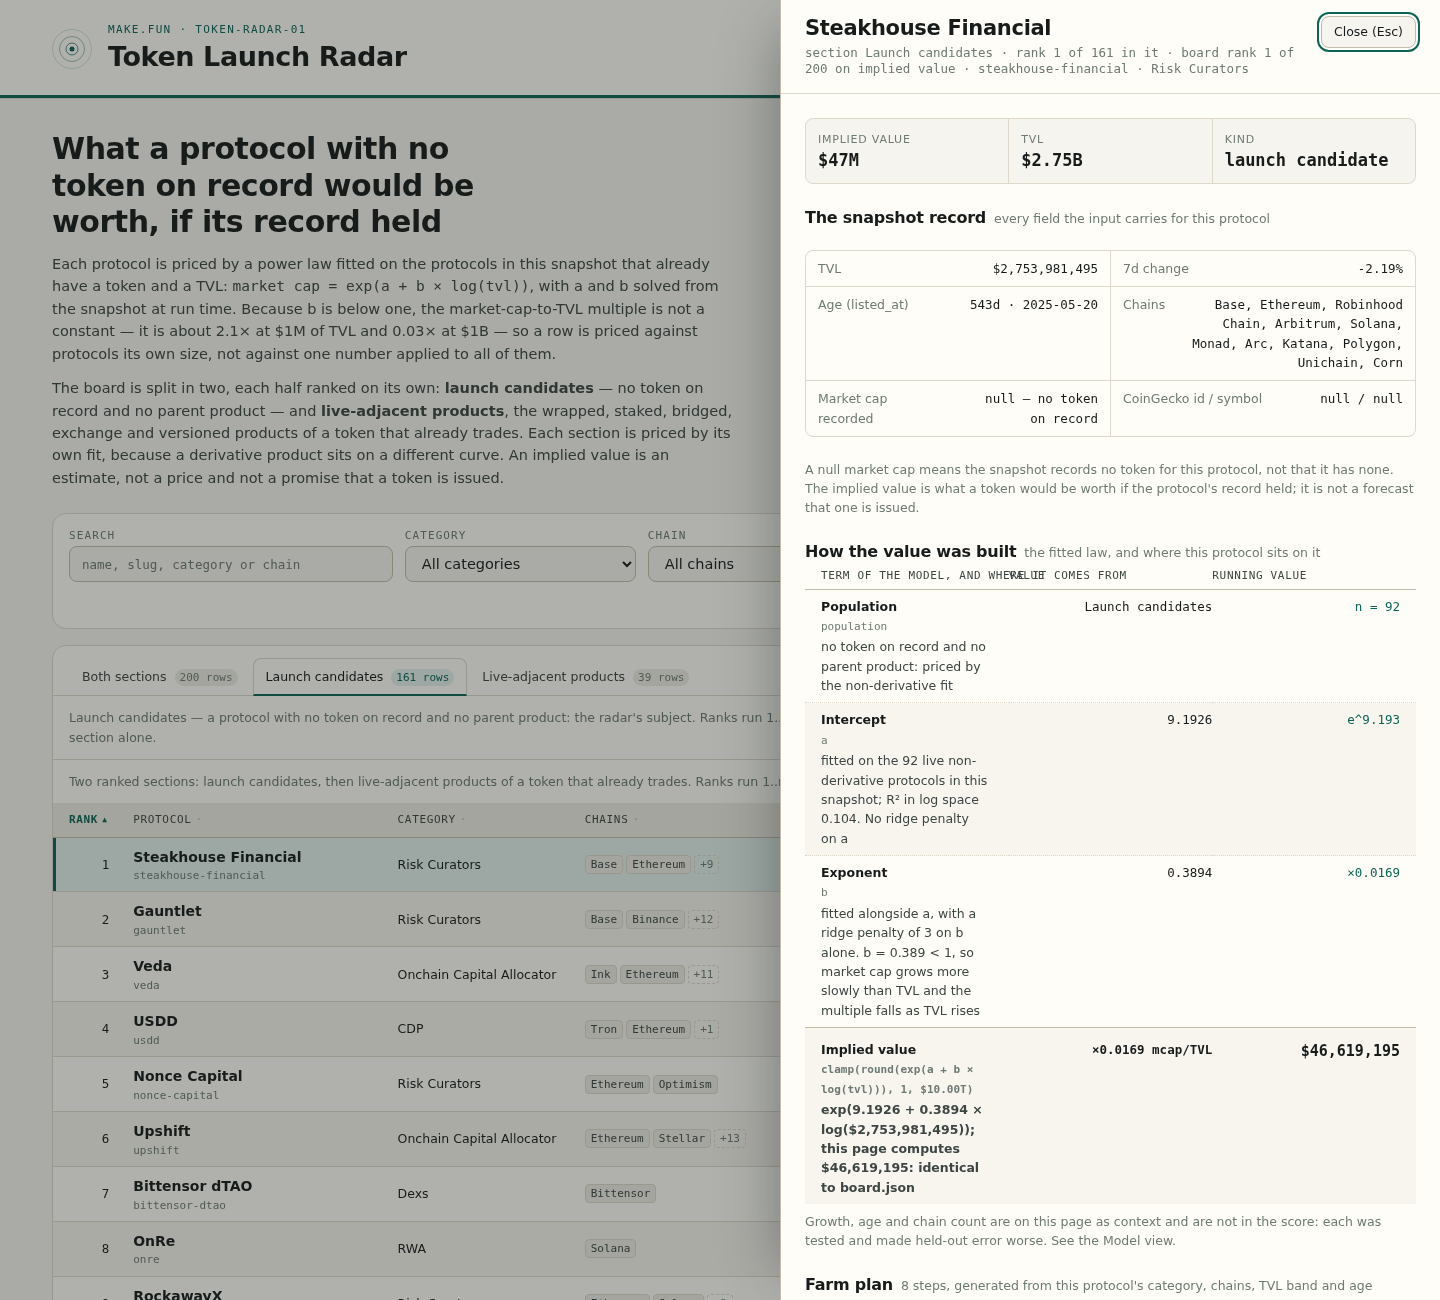 MAKE.FUN · TOKEN-RADAR-01
Token Launch Radar
What a protocol with no
token on record would be
worth, if its record held
Each protocol is priced by a power law fitted on the protocols in this snapshot that already
have a token and a TVL: market cap = exp(a + b × log(tvl)), with a and b solved from
the snapshot at run time. Because b is below one, the market-cap-to-TVL multiple is not a
constant — it is about 2.1× at $1M of TVL and 0.03× at $1B — so a row is priced against
protocols its own size, not against one number applied to all of them.
The board is split in two, each half ranked on its own: launch candidates — no token on
record and no parent product — and live-adjacent products, the wrapped, staked, bridged,
exchange and versioned products of a token that already trades. Each section is priced by its
own fit, because a derivative product sits on a different curve. An implied value is an
estimate, not a price and not a promise that a token is issued.
SEARCH
CATEGORY
CHAIN
name, slug, category or chain
All categories
All chains
Both sections 200 rows
Launch candidates 161 rows
Live-adjacent products 39 rows
Launch candidates — a protocol with no token on record and no parent product: the radar's subject. Ranks run 1..
section alone.
Two ranked sections: launch candidates, then live-adjacent products of a token that already trades. Ranks run 1..
RANK ▲ PROTOCOL · CATEGORY · CHAINS ·
1 Steakhouse Financial Risk Curators Base Ethereum +9
steakhouse-financial
2 Gauntlet Risk Curators Base Binance +12
gauntlet
3 Veda Onchain Capital Allocator Ink Ethereum +11
veda
4 USDD CDP Tron Ethereum +1
usdd
5 Nonce Capital Risk Curators Ethereum Optimism
nonce-capital
6 Upshift Onchain Capital Allocator Ethereum Stellar +13
upshift
7 Bittensor dTAO Dexs Bittensor
bittensor-dtao
8 OnRe RWA Solana
onre
RockawayX
Steakhouse Financial
Close (Esc)
section Launch candidates · rank 1 of 161 in it · board rank 1 of
200 on implied value · steakhouse-financial · Risk Curators
IMPLIED VALUE
$47M
TVL
$2.75B
KIND
launch candidate
The snapshot record every field the input carries for this protocol
TVL $2,753,981,495
7d change -2.19%
Age (listed_at) 543d · 2025-05-20
Chains Base, Ethereum, Robinhood
Chain, Arbitrum, Solana,
Monad, Arc, Katana, Polygon,
Unichain, Corn
Market cap
recorded
null — no token
on record
CoinGecko id / symbol null / null
A null market cap means the snapshot records no token for this protocol, not that it has none.
The implied value is what a token would be worth if the protocol's record held; it is not a forecast
that one is issued.
How the value was built the fitted law, and where this protocol sits on it
TERM OF THE MODEL, AND WHERE IT COMES FROM
VALUE
RUNNING VALUE
Population Launch candidates n = 92
population
no token on record and no
parent product: priced by
the non-derivative fit
Intercept 9.1926 e^9.193
a
fitted on the 92 live non-
derivative protocols in this
snapshot; R² in log space
0.104. No ridge penalty
on a
Exponent 0.3894 ×0.0169
b
fitted alongside a, with a
ridge penalty of 3 on b
alone. b = 0.389 < 1, so
market cap grows more
slowly than TVL and the
multiple falls as TVL rises
Implied value ×0.0169 mcap/TVL $46,619,195
clamp(round(exp(a + b ×
log(tvl))), 1, $10.00T)
exp(9.1926 + 0.3894 ×
log($2,753,981,495));
this page computes
$46,619,195: identical
to board.json
Growth, age and chain count are on this page as context and are not in the score: each was
tested and made held-out error worse. See the Model view.
Farm plan 8 steps, generated from this protocol's category, chains, TVL band and age